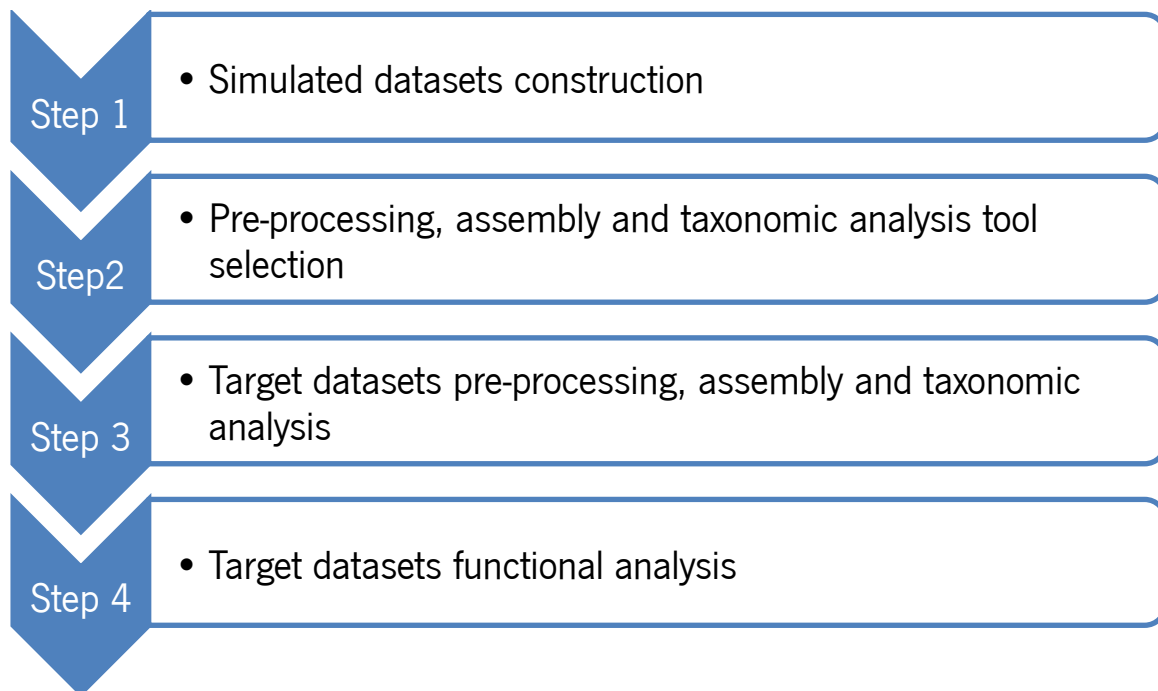 Step 1
• Simulated datasets construction
Step2
• Pre-processing, assembly and taxonomic analysis tool
selection
Step 3
• Target datasets pre-processing, assembly and taxonomic
analysis
Step 4
• Target datasets functional analysis